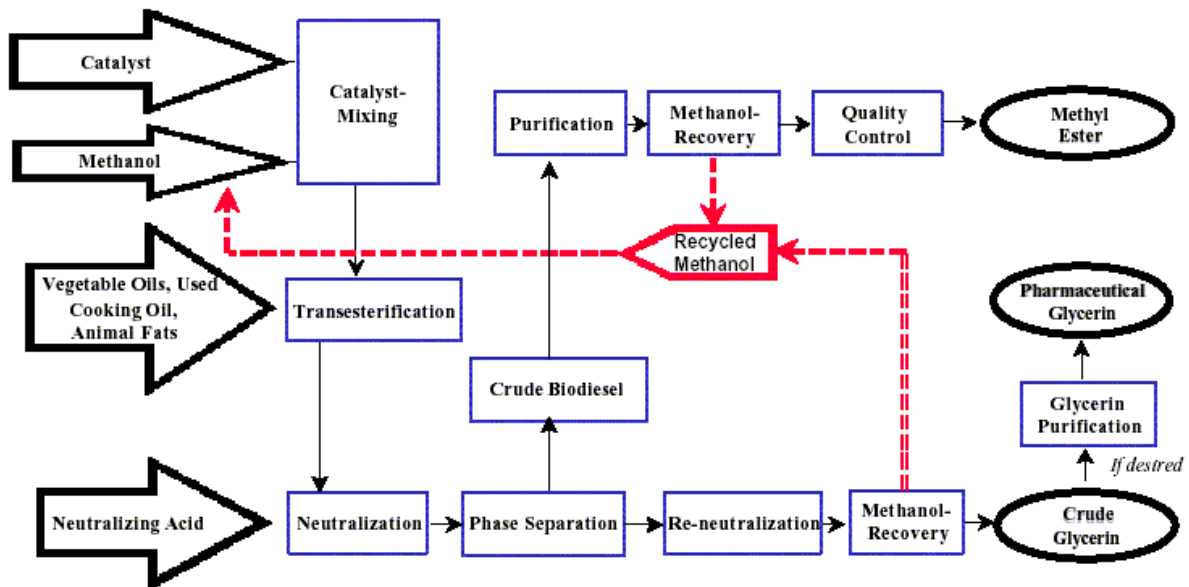 Catalyst
Methanol
Catalyst-
Mixing
Purification
Methanol-
Recovery
Quality
Control
Methyl
Ester
Recycled
Methanol
Vegetable Oils, Used
Cooking Oil,
Animal Fats
Transesterification
Crude Biodiesel
Pharmaceutical
Glycerin
Glycerin
Purification
If desired
Neutralizing Acid
Neutralization
Phase Separation
Re-neutralization
Methanol-
Recovery
Crude
Glycerin